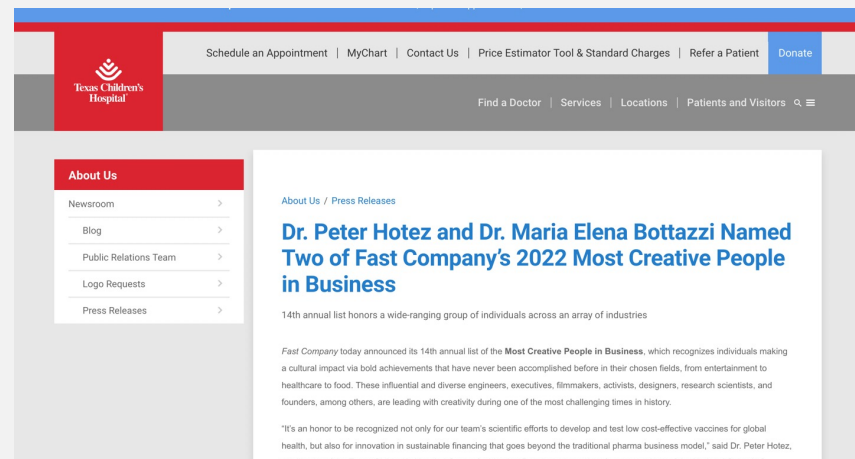 Schedule an Appointment | MyChart | Contact Us | Price Estimator Tool & Standard Charges | Refer a Patient Donate
Texas Children's
Hospital
Find a Doctor | Services | Locations | Patients and Visitors
About Us
Newsroom
Blog
Public Relations Team
Logo Requests
Press Releases
About Us / Press Releases
Dr. Peter Hotez and Dr. Maria Elena Bottazzi Named
Two of Fast Company's 2022 Most Creative People
in Business
14th annual list honors a wide-ranging group of individuals across an array of industries
Fast Company today announced its 14th annual list of the Most Creative People in Business, which recognizes individuals making
a cultural impact via bold achievements that have never been accomplished before in their chosen fields, from entertainment to
healthcare to food. These influential and diverse engineers, executives, filmmakers, activists, designers, research scientists, and
founders, among others, are leading with creativity during one of the most challenging times in history.
"It's an honor to be recognized not only for our team's scientific efforts to develop and test low cost-effective vaccines for global
health, but also for innovation in sustainable financing that goes beyond the traditional pharma business model," said Dr. Peter Hotez,